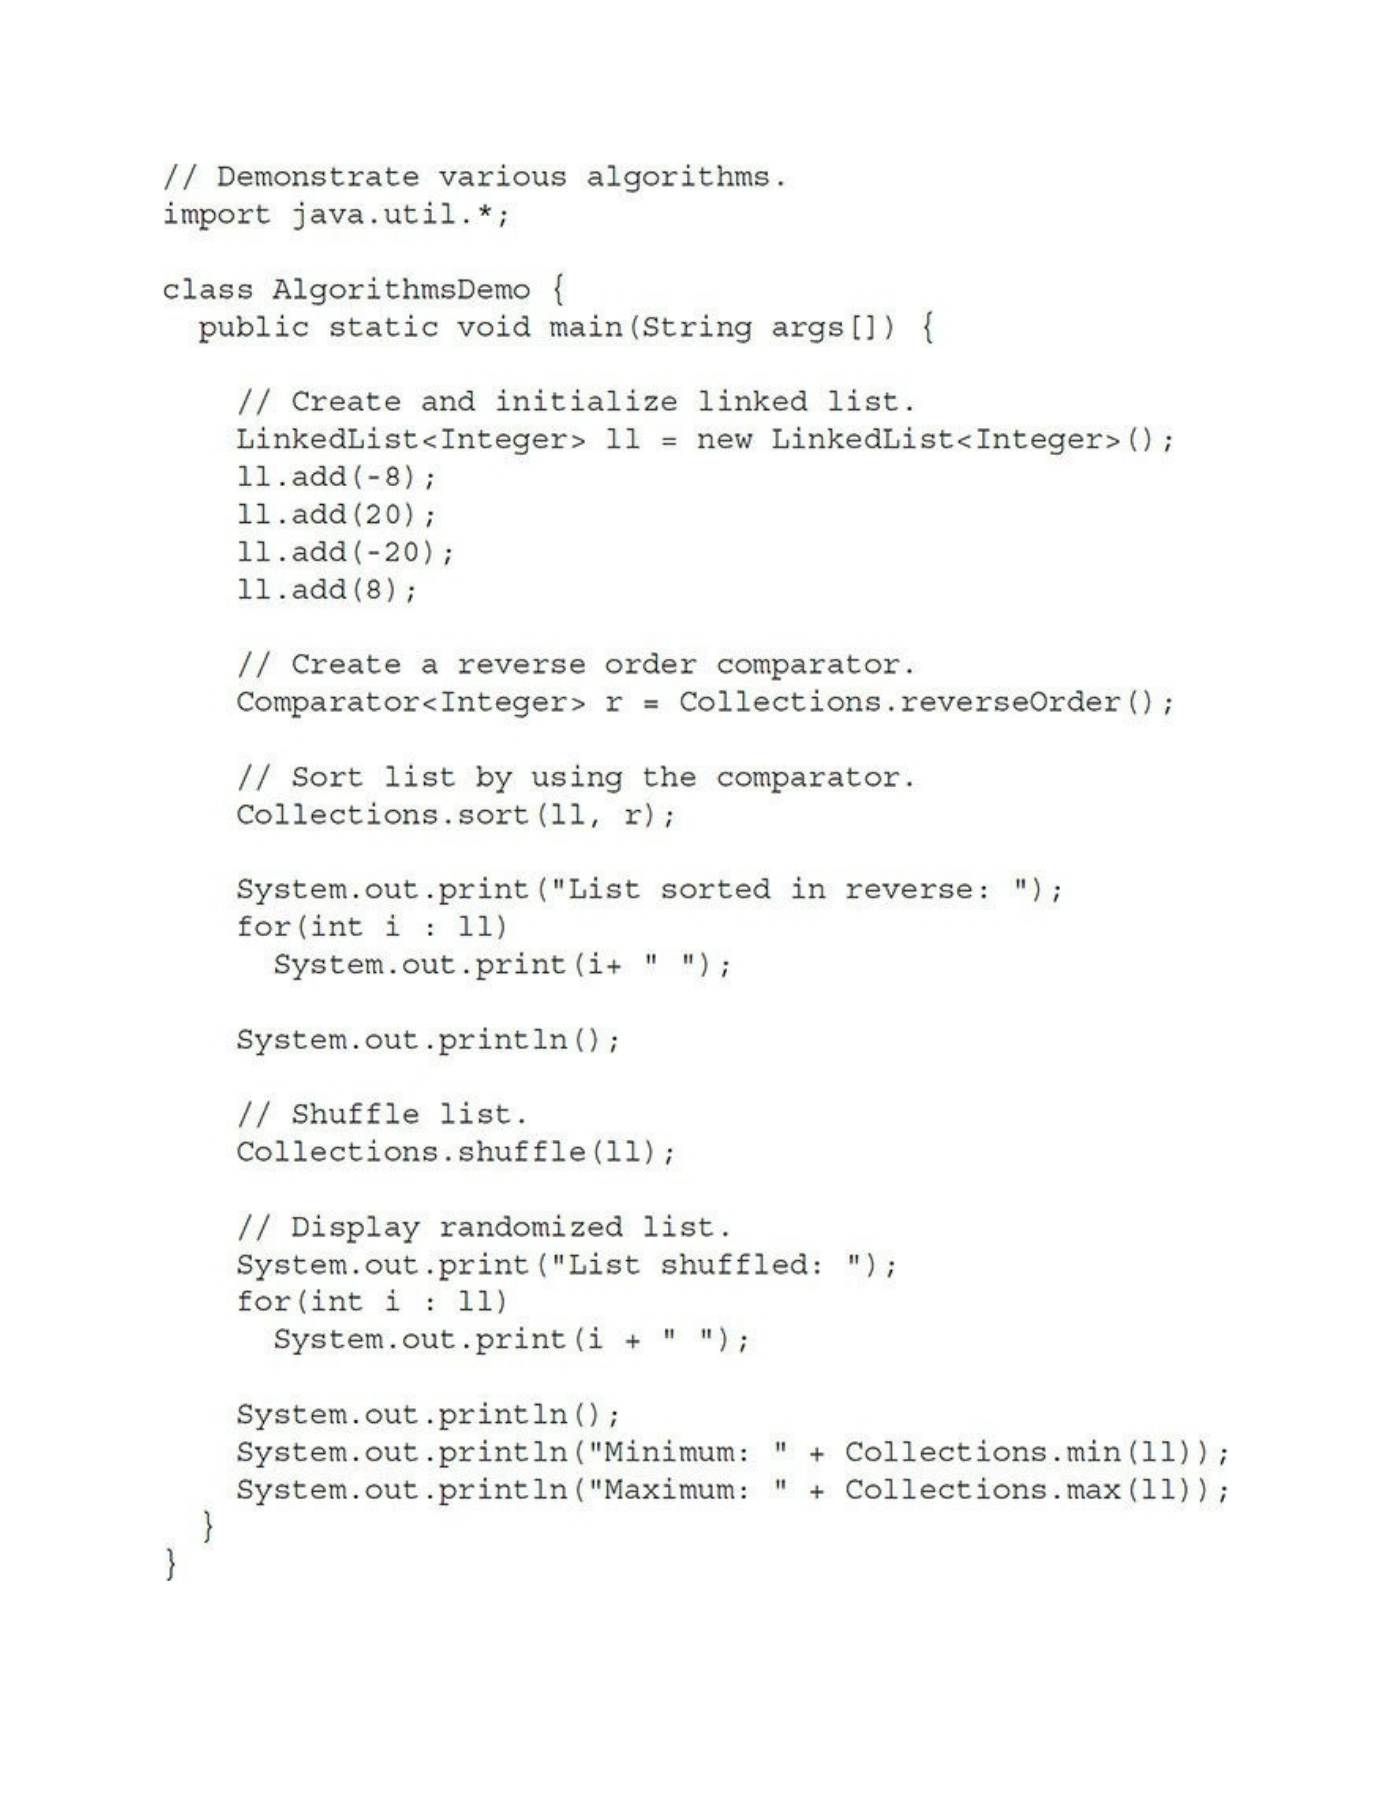 // Demonstrate various algorithms.
import java.util.*;

class AlgorithmsDemo {
  public static void main(String args[]) {

    // Create and initialize linked list.
    LinkedList<Integer> ll = new LinkedList<Integer>();
    ll.add(-8);
    ll.add(20);
    ll.add(-20);
    ll.add(8);

    // Create a reverse order comparator.
    Comparator<Integer> r = Collections.reverseOrder();

    // Sort list by using the comparator.
    Collections.sort(ll, r);

    System.out.print("List sorted in reverse: ");
    for(int i : ll)
      System.out.print(i+ " ");

    System.out.println();

    // Shuffle list.
    Collections.shuffle(ll);

    // Display randomized list.
    System.out.print("List shuffled: ");
    for(int i : ll)
      System.out.print(i + " ");

    System.out.println();
    System.out.println("Minimum: " + Collections.min(ll));
    System.out.println("Maximum: " + Collections.max(ll));
  }
}